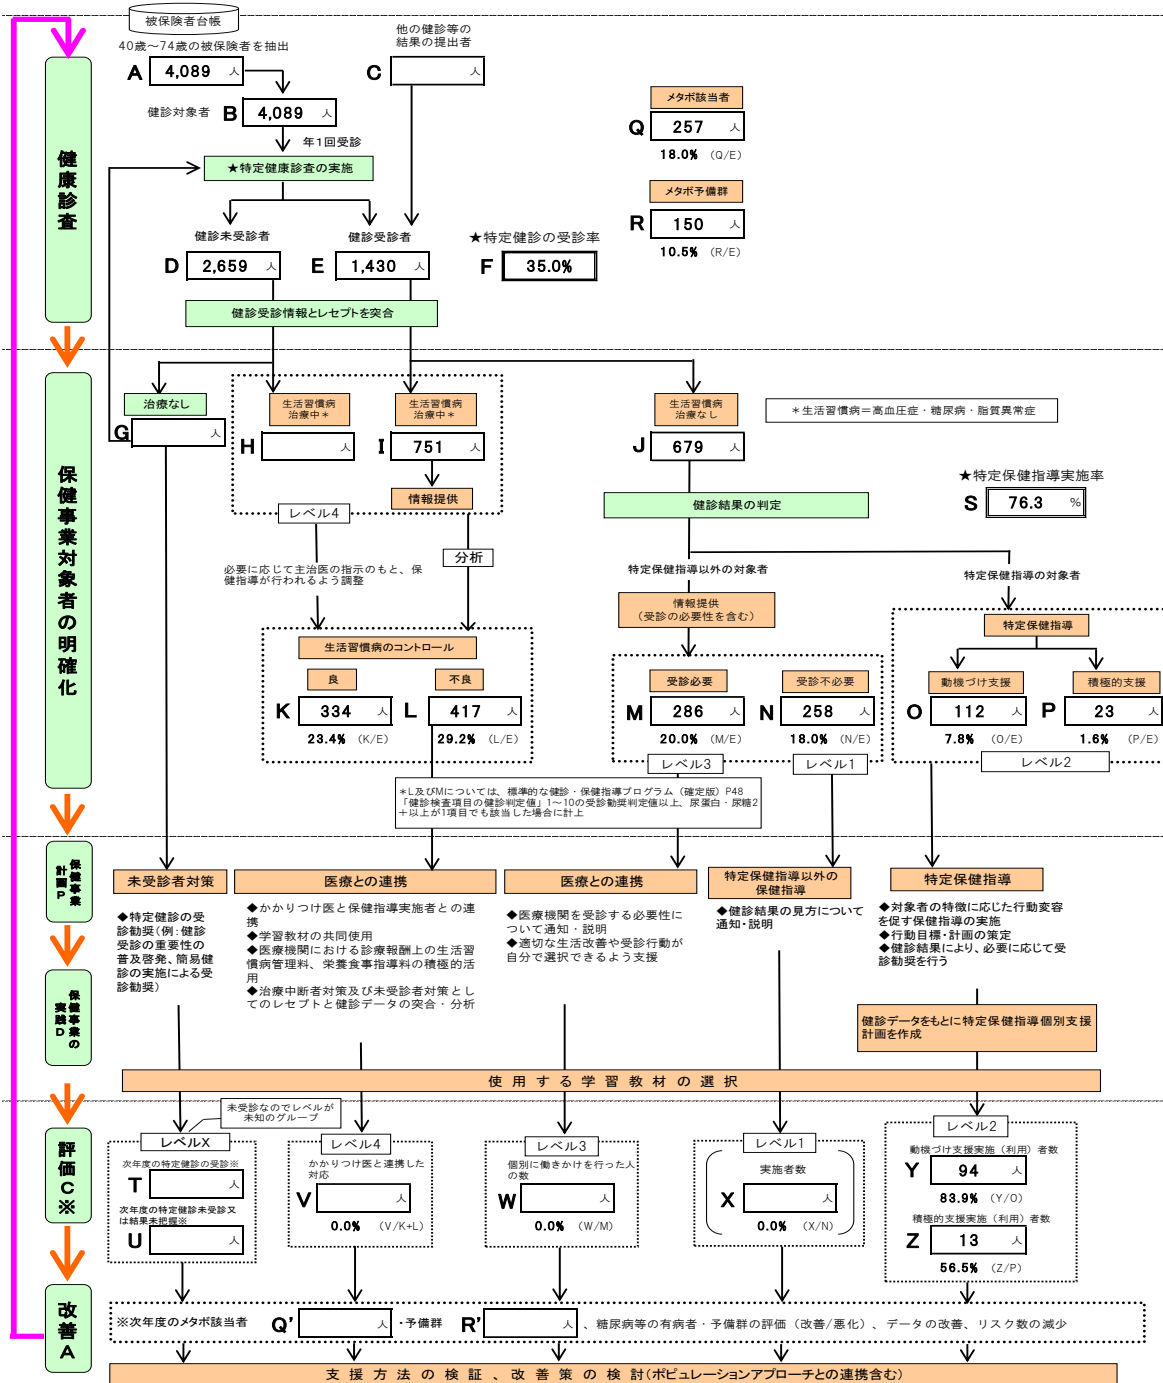 被保険者台帳
40歳～74歳の被保険者を抽出
A 4,089 人
他の健診等の
結果の提出者
C 人
健診対象者 B 4,089 人
年1回受診
★特定健康診査の実施
健康診査
メタボ該当者
Q 257 人
18.0% (Q/E)
メタボ予備群
R 150 人
10.5% (R/E)
健診未受診者
D 2,659 人
健診受診者
E 1,430 人
★特定健診の受診率
F 35.0%
健診受診情報とレセプトを突合
保健事業対象者の明確化
治療なし
G 人
生活習慣病
治療中＊
H 人
生活習慣病
治療中＊
I 751 人
情報提供
レベル4
生活習慣病
治療なし
J 679 人
＊生活習慣病＝高血圧症・糖尿病・脂質異常症
★特定保健指導実施率
S 76.3 %
健診結果の判定
必要に応じて主治医の指示のもと、保
健指導が行われるよう調整
分析
特定保健指導以外の対象者
特定保健指導の対象者
情報提供
(受診の必要性を含む)
特定保健指導
生活習慣病のコントロール
良
K 334 人
23.4% (K/E)
不良
L 417 人
29.2% (L/E)
受診必要
M 286 人
20.0% (M/E)
レベル3
受診不必要
N 258 人
18.0% (N/E)
レベル1
動機づけ支援
O 112 人
7.8% (O/E)
積極的支援
P 23 人
1.6% (P/E)
レベル2
＊L及びMについては、標準的な健診・保健指導プログラム（確定版）P48
「健診検査項目の健診判定値」1～10の受診勧奨判定値以上、尿蛋白・尿糖2
＋以上が1項目でも該当した場合に計上
保健事業
計画P
保健事業の
実践D
未受診者対策
◆特定健診の受
診勧奨(例：健診
受診の重要性の
普及啓発、簡易健
診の実施による受
診勧奨)
医療との連携
◆かかりつけ医と保健指導実施者との連
携
◆学習教材の共同使用
◆医療機関における診療報酬上の生活習
慣病管理料、栄養食事指導料の積極的活
用
◆治療中断者対策及び未受診者対策とし
てのレセプトと健診データの突合・分析
医療との連携
◆医療機関を受診する必要性に
ついて通知・説明
◆適切な生活改善や受診行動が
自分で選択できるよう支援
特定保健指導以外の
保健指導
◆健診結果の見方について
通知・説明
特定保健指導
◆対象者の特徴に応じた行動変容
を促す保健指導の実施
◆行動目標・計画の策定
◆健診結果により、必要に応じて受
診勧奨を行う
健診データをもとに特定保健指導個別支援
計画を作成
使用する学習教材の選択
未受診なのでレベルが
未知のグループ
評価C※
レベルX
次年度の特定健診の受診※
T 人
次年度の特定健診未受診又
は結果未把握※
U 人
レベル4
かかりつけ医と連携した
対応
V 人
0.0% (V/K+L)
レベル3
個別に働きかけを行った人
の数
W 人
0.0% (W/M)
レベル1
実施者数
X 人
0.0% (X/N)
レベル2
動機づけ支援実施（利用）者数
Y 94 人
83.9% (Y/O)
積極的支援実施（利用）者数
Z 13 人
56.5% (Z/P)
改善A
※次年度のメタボ該当者 Q' 人 ・予備群 R' 人 、糖尿病等の有病者・予備群の評価（改善/悪化）、データの改善、リスク数の減少
支援方法の検証、改善策の検討(ポピュレーションアプローチとの連携含む)